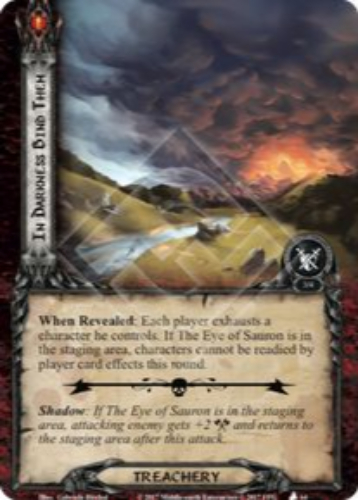 IN DARKNESS BIND THEM
When Revealed: Each player exhausts a
character he controls. If The Eye of Sauron is in
the staging area, characters cannot be readied by
player card effects this round.
Shadow: If The Eye of Sauron is in the staging
area, attacking enemy gets +2 and returns to
the staging area after this attack.
TREACHERY